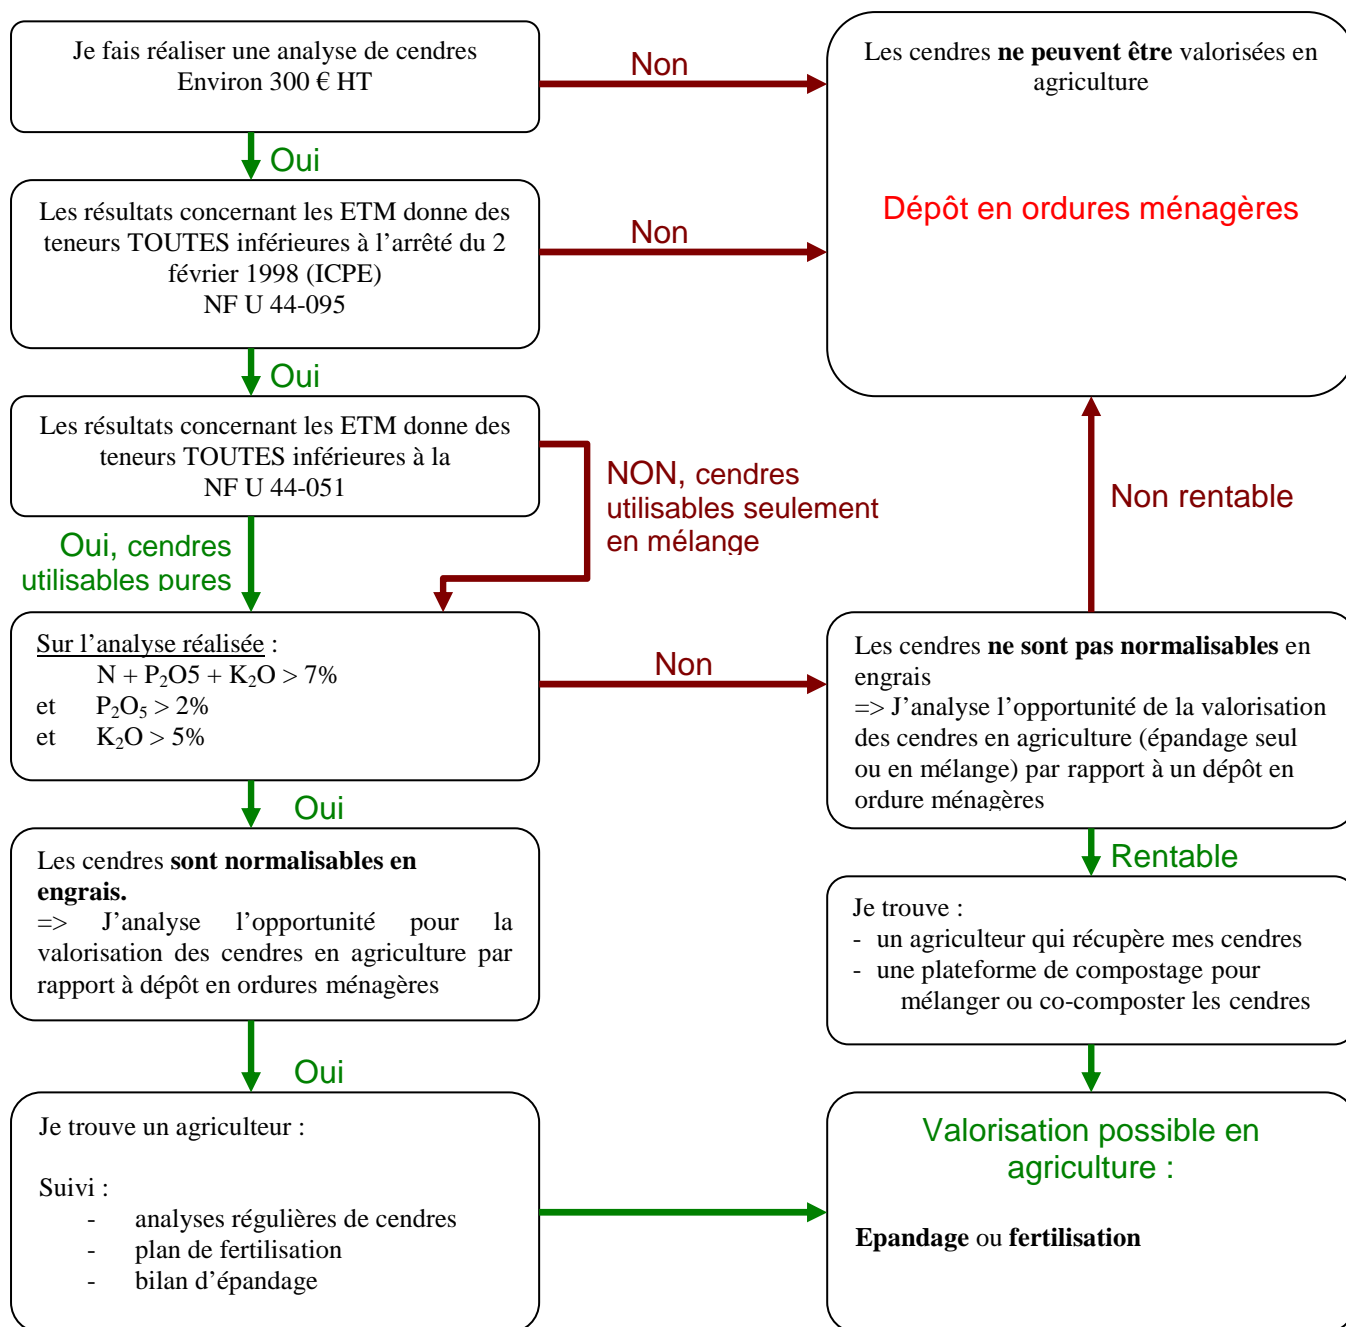 Je fais réaliser une analyse de cendres
Environ 300 € HT
Non
Les cendres ne peuvent être valorisées en
agriculture
Dépôt en ordures ménagères
Oui
Les résultats concernant les ETM donne des
teneurs TOUTES inférieures à l’arrêté du 2
février 1998 (ICPE)
NF U 44-095
Non
Oui
Les résultats concernant les ETM donne des
teneurs TOUTES inférieures à la
NF U 44-051
NON, cendres
utilisables seulement
en mélange
Non rentable
Oui, cendres
utilisables pures
Sur l’analyse réalisée :
N + P₂O5 + K₂O > 7%
et P₂O₅ > 2%
et K₂O > 5%
Non
Les cendres ne sont pas normalisables en
engrais
=> J’analyse l’opportunité de la valorisation
des cendres en agriculture (épandage seul
ou en mélange) par rapport à un dépôt en
ordure ménagères
Oui
Rentable
Les cendres sont normalisables en
engrais.
=> J’analyse l’opportunité pour la
valorisation des cendres en agriculture par
rapport à dépôt en ordures ménagères
Je trouve :
- un agriculteur qui récupère mes cendres
- une plateforme de compostage pour
mélanger ou co-composter les cendres
Oui
Je trouve un agriculteur :
Suivi :
- analyses régulières de cendres
- plan de fertilisation
- bilan d’épandage
Valorisation possible en
agriculture :
Epandage ou fertilisation